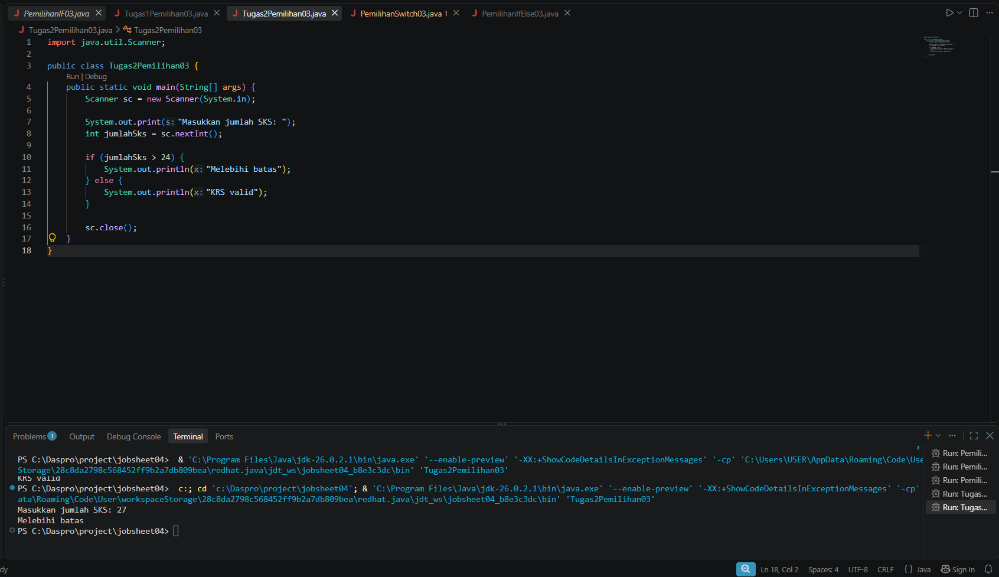 PemilihanIF03.java Tugas1Pemilihan03.java Tugas2Pemilihan03.java PemilihanSwitch03.java 1 PemilihanIfElse03.java
Tugas2Pemilihan03.java > Tugas2Pemilihan03
1 import java.util.Scanner;
2
3 public class Tugas2Pemilihan03 {
Run | Debug
4 public static void main(String[] args) {
5 Scanner sc = new Scanner(System.in);
6
7 System.out.print(s: "Masukkan jumlah SKS: ");
8 int jumlahSks = sc.nextInt();
9
10 if (jumlahSks > 24) {
11 System.out.println(x: "Melebihi batas");
12 } else {
13 System.out.println(x: "KRS valid");
14 }
15
16 sc.close();
17 }
18 }
Problems 1 Output Debug Console Terminal Ports
PS C:\Daspro\project\jobsheet04> & 'C:\Program Files\Java\jdk-26.0.2.1\bin\java.exe' '--enable-preview' '-XX:+ShowCodeDetailsInExceptionMessages' '-cp' 'C:\Users\USER\AppData\Roaming\Code\Use
Storage\28c8da2798c568452ff9b2a7db809bea\redhat.java\jdt_ws\jobsheet04_b8e3c3dc\bin' 'Tugas2Pemilihan03'
KRS valid
PS C:\Daspro\project\jobsheet04> c:; cd 'c:\Daspro\project\jobsheet04'; & 'C:\Program Files\Java\jdk-26.0.2.1\bin\java.exe' '--enable-preview' '-XX:+ShowCodeDetailsInExceptionMessages' '-cp'
ata\Roaming\Code\User\workspaceStorage\28c8da2798c568452ff9b2a7db809bea\redhat.java\jdt_ws\jobsheet04_b8e3c3dc\bin' 'Tugas2Pemilihan03'
Masukkan jumlah SKS: 27
Melebihi batas
PS C:\Daspro\project\jobsheet04>
Run: Pemili...
Run: Pemili...
Run: Pemili...
Run: Tugas...
Run: Tugas...
dy Ln 18, Col 2 Spaces: 4 UTF-8 CRLF { } Java Sign In